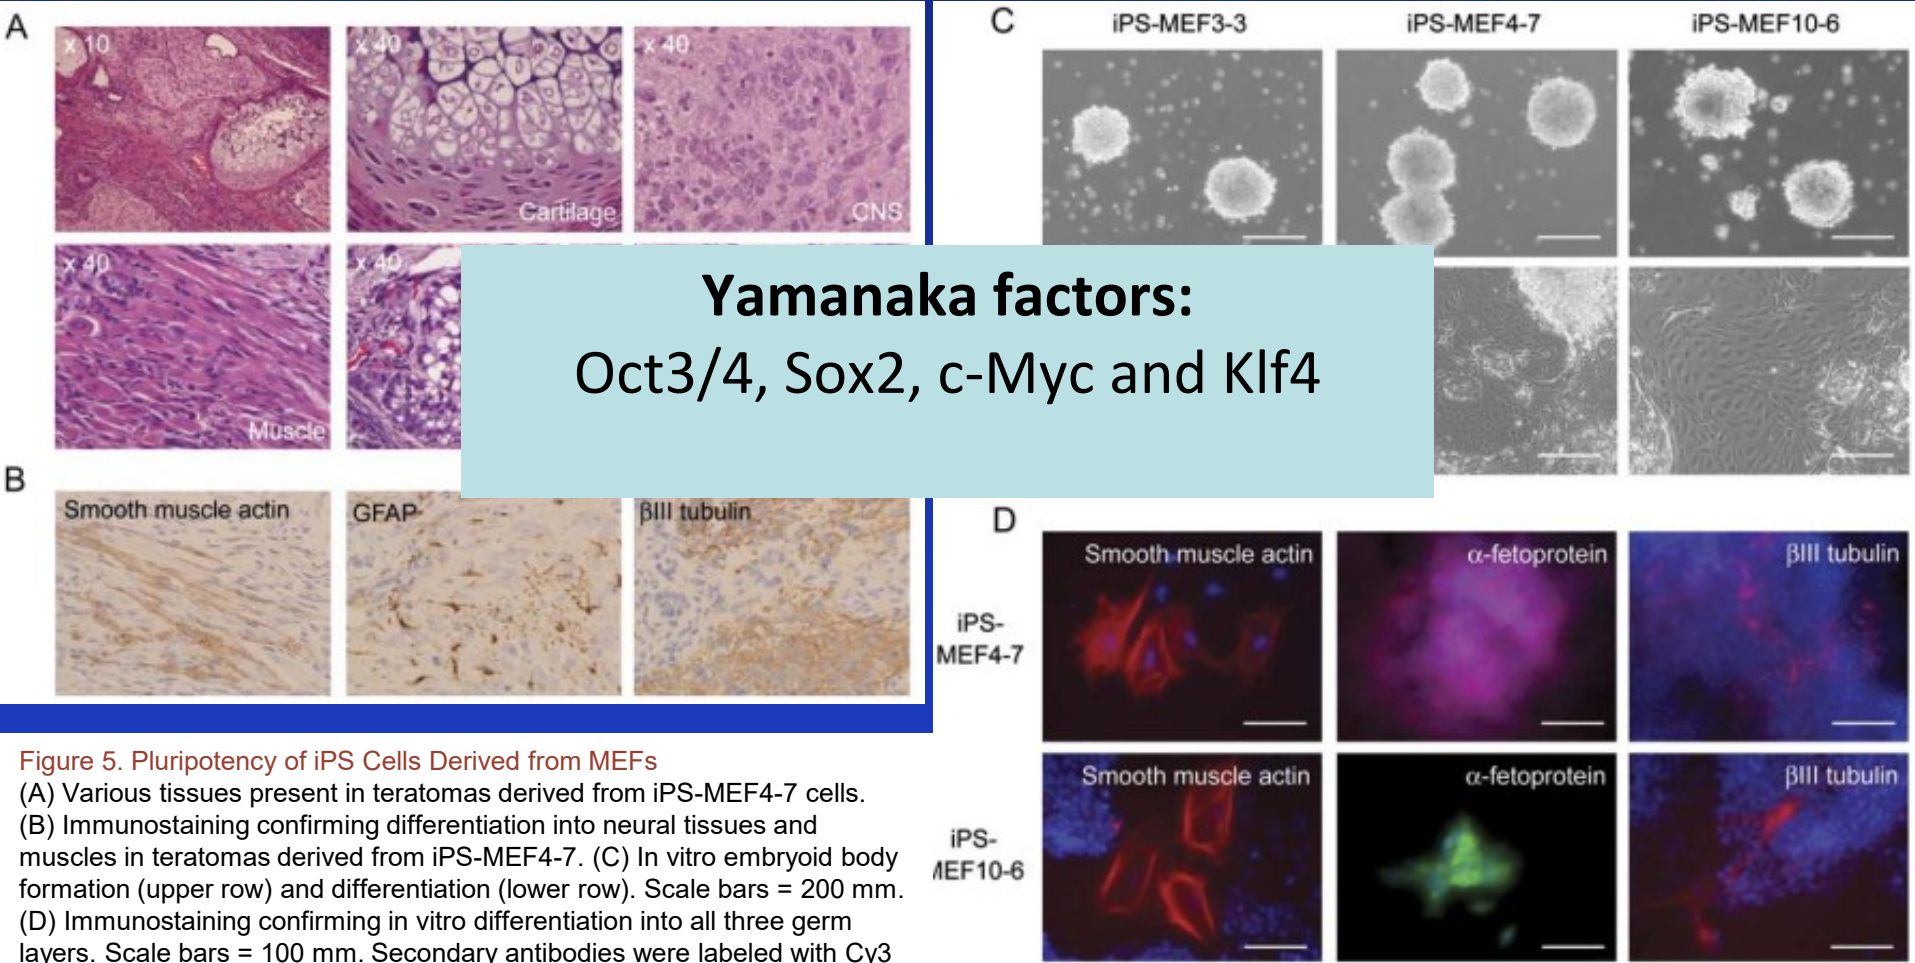 A
x 10
x 40
Cartilage
x 40
CNS
x 40
Muscle
x 40
B
Smooth muscle actin
GFAP
βIII tubulin
Yamanaka factors:
Oct3/4, Sox2, c-Myc and Klf4
Figure 5. Pluripotency of iPS Cells Derived from MEFs
(A) Various tissues present in teratomas derived from iPS-MEF4-7 cells.
(B) Immunostaining confirming differentiation into neural tissues and
muscles in teratomas derived from iPS-MEF4-7. (C) In vitro embryoid body
formation (upper row) and differentiation (lower row). Scale bars = 200 mm.
(D) Immunostaining confirming in vitro differentiation into all three germ
layers. Scale bars = 100 mm. Secondary antibodies were labeled with Cy3
C
iPS-MEF3-3
iPS-MEF4-7
iPS-MEF10-6
D
iPS-
MEF4-7
Smooth muscle actin
α-fetoprotein
βIII tubulin
iPS-
MEF10-6
Smooth muscle actin
α-fetoprotein
βIII tubulin